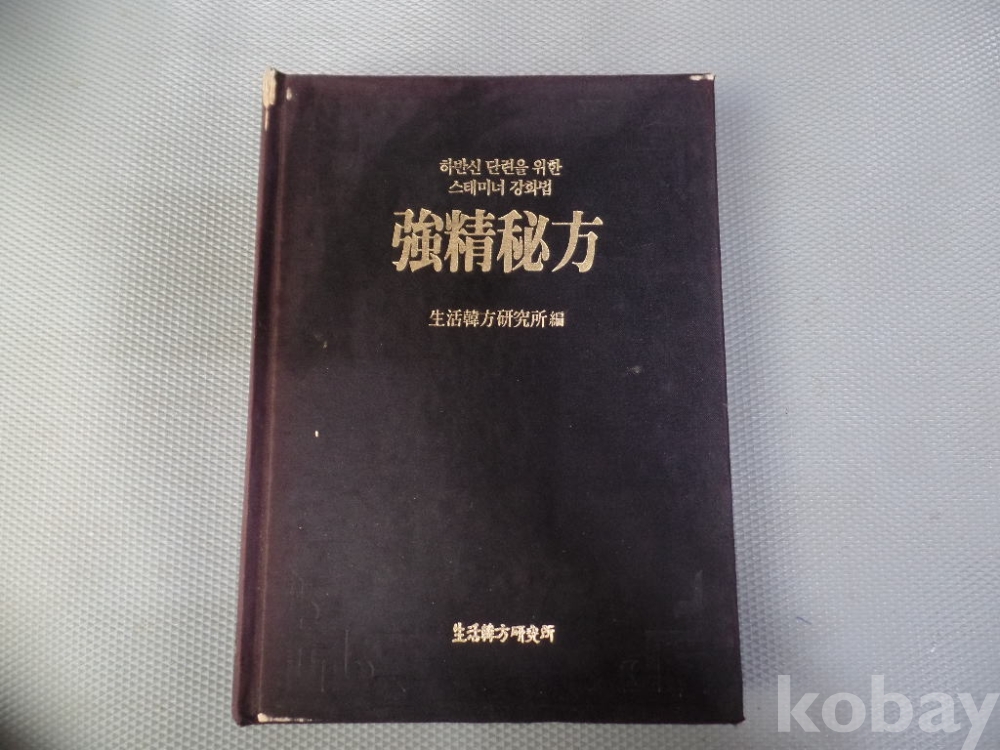 하반신 단련을 위한
스태미너 강화법
強精秘方
生活韓方研究所 編
生活韓方研究所
kobay